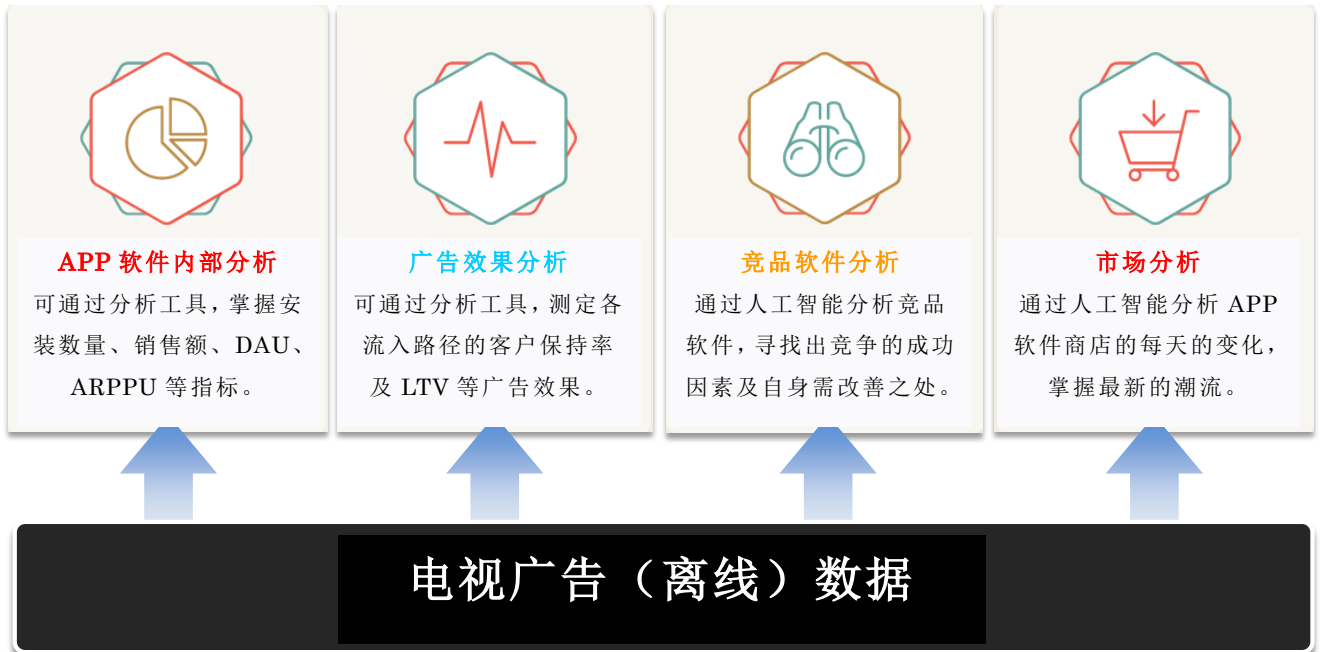 APP 软件内部分析
可通过分析工具，掌握安
装数量、销售额、DAU、
ARPPU 等指标。
广告效果分析
可通过分析工具，测定各
流入路径的客户保持率
及 LTV 等广告效果。
竞品软件分析
通过人工智能分析竞品
软件，寻找出竞争的成功
因素及自身需改善之处。
市场分析
通过人工智能分析 APP
软件商店的每天的变化，
掌握最新的潮流。
电视广告（离线）数据